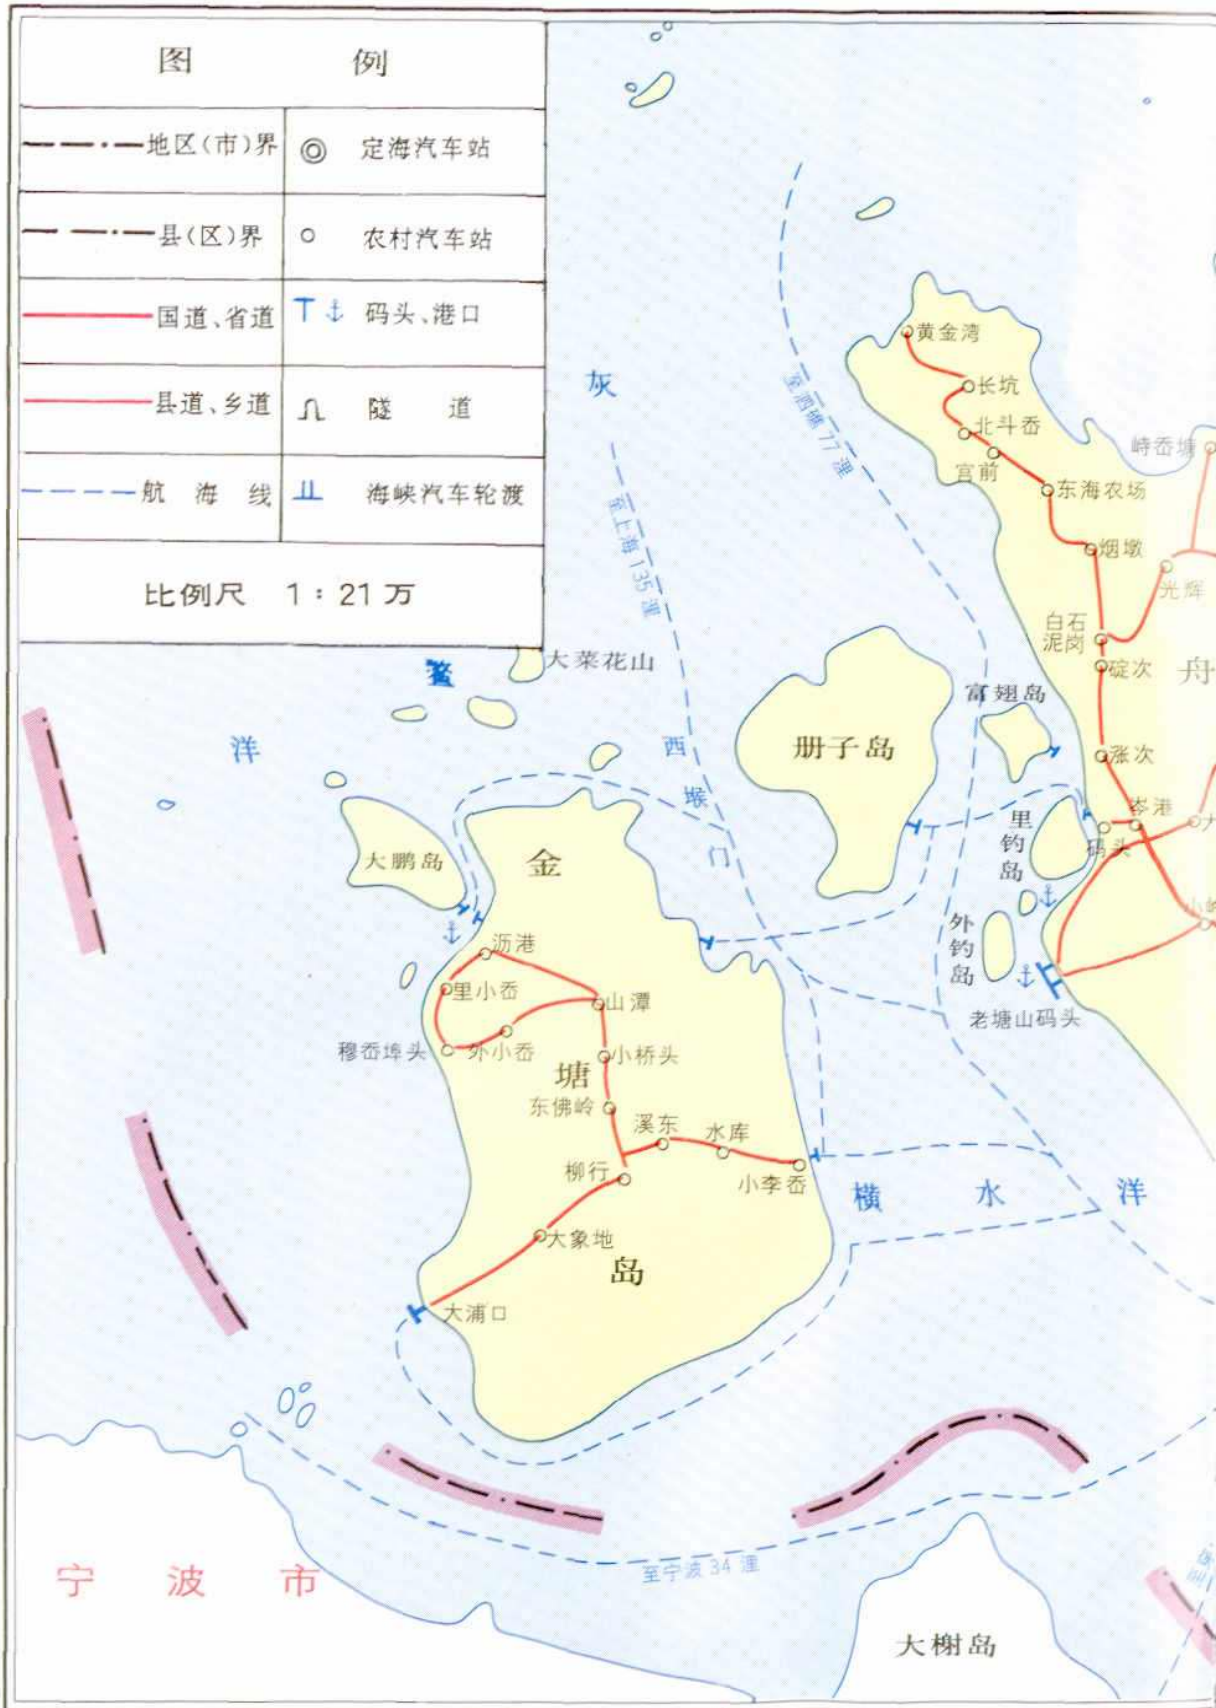 图 例
地区(市)界 定海汽车站
县(区)界 农村汽车站
国道、省道 码头、港口
县道、乡道 隧 道
航 海 线 海峡汽车轮渡
比例尺 1:21万
黄金湾
长坑
北斗岙
宫前
东海农场
烟墩
峙岙塘
光辉
白石
泥岗
碇次
舟
涨次
岑港
码头
灰
鳖
洋
至泗礁77浬
至上海135浬
大菜花山
西
堠
门
册子岛
富翅岛
里
钓
岛
外
钓
岛
老塘山码头
大鹏岛
金
塘
岛
沥港
里小岙
山潭
穆岙埠头
外小岙
小桥头
东佛岭
溪东
水库
柳行
小李岙
大象地
大浦口
横 水 洋
至宁波34浬
宁 波 市
大榭岛